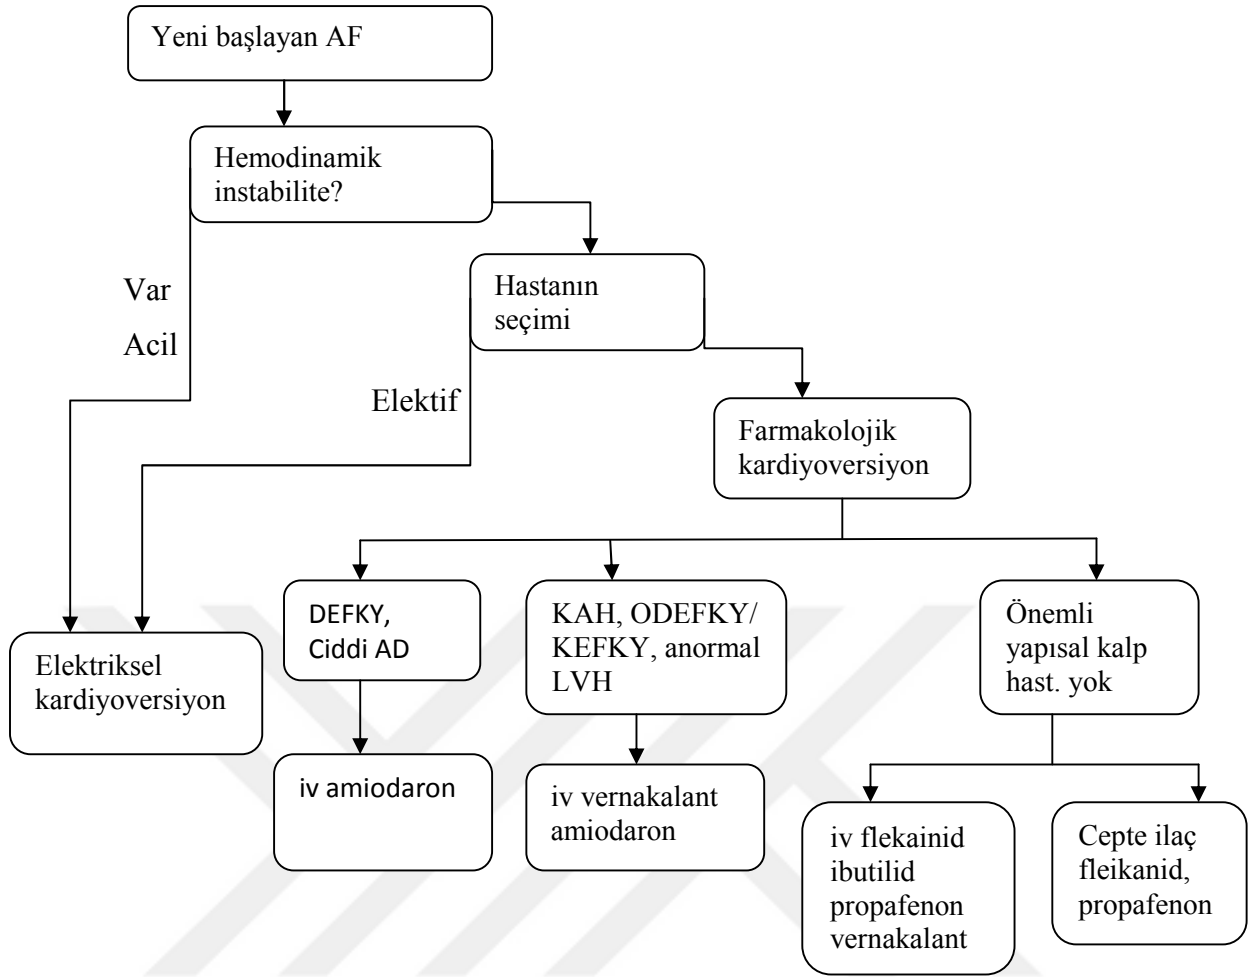 Yeni başlayan AF
Hemodinamik
instabilite?
Var
Acil
Hastanın
seçimi
Elektif
Farmakolojik
kardiyoversiyon
Elektriksel
kardiyoversiyon
DEFKY,
Ciddi AD
iv amiodaron
KAH, ODEFKY/
KEFKY, anormal
LVH
iv vernakalant
amiodaron
Önemli
yapısal kalp
hast. yok
iv flekainid
ibutilid
propafenon
vernakalant
Cepte ilaç
fleikanid,
propafenon